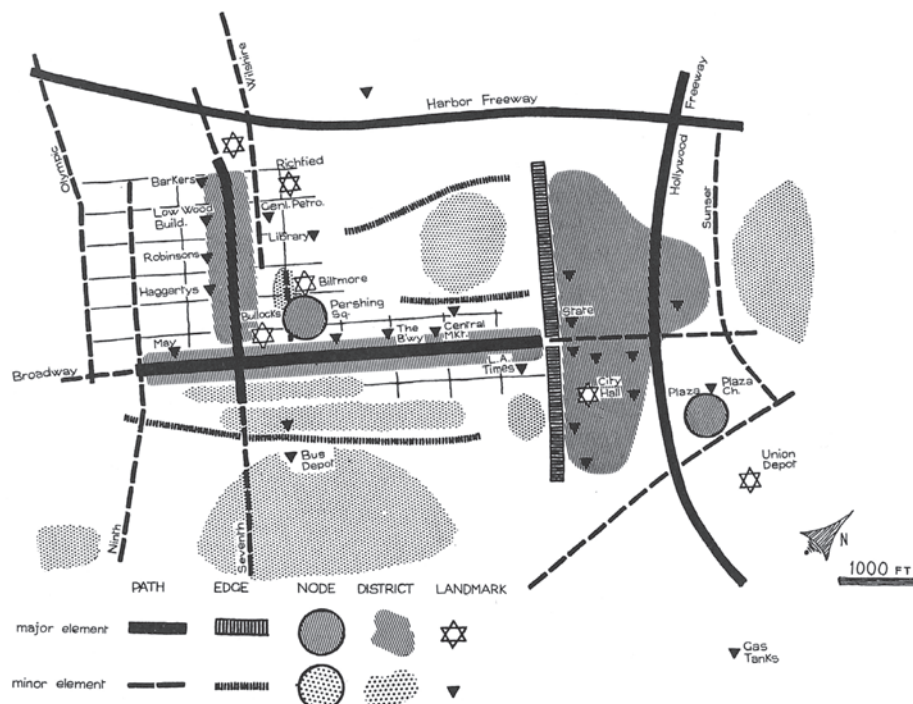 Wilshire
Harbor Freeway
Freeway
Hollywood
Olympic
Richfied
Barkers
Genl. Petro.
Low Wood
Build.
Library
Sunset
Robinsons
Biltmore
Haggartys
Pershing
Sq.
Bullocks
State
The
B'wy
Central
Mkt.
May
Broadway
L.A.
Times
City
Hall
Plaza
Plaza
Ch.
Bus
Depot
Union
Depot
Ninth
Seventh
N
1000 FT
PATH EDGE NODE DISTRICT LANDMARK
major element
minor element
Gas
Tanks